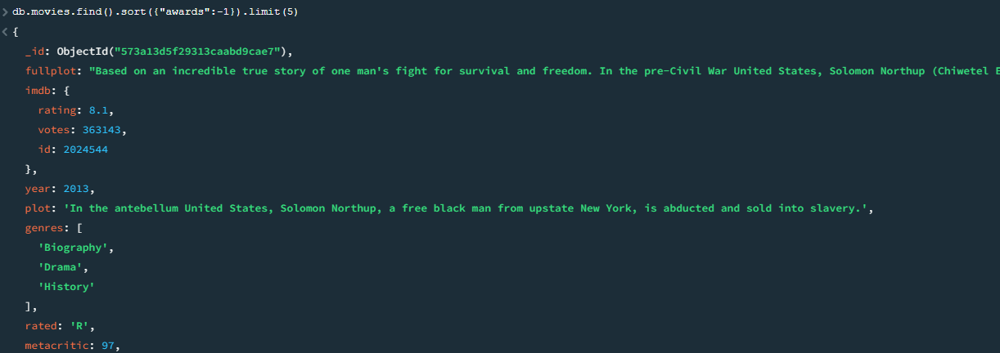 > db.movies.find().sort({"awards":-1}).limit(5)
< {
_id: ObjectId("573a13d5f29313caabd9cae7"),
fullplot: "Based on an incredible true story of one man's fight for survival and freedom. In the pre-Civil War United States, Solomon Northup (Chiwetel E
imdb: {
rating: 8.1,
votes: 363143,
id: 2024544
},
year: 2013,
plot: 'In the antebellum United States, Solomon Northup, a free black man from upstate New York, is abducted and sold into slavery.',
genres: [
'Biography',
'Drama',
'History'
],
rated: 'R',
metacritic: 97,